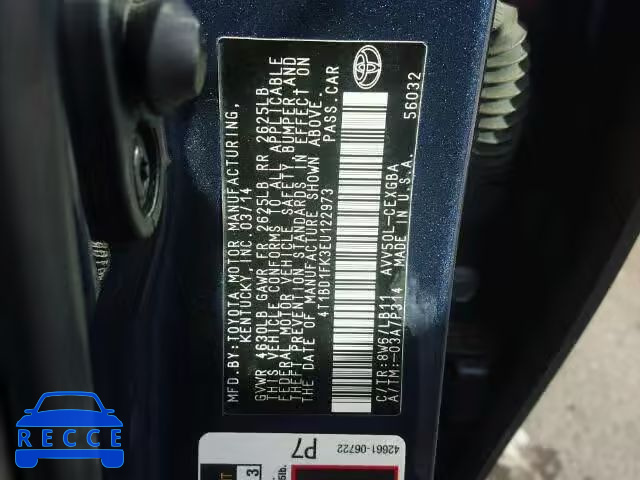 MFD.BY:TOYOTA MOTOR MANUFACTURING,
KENTUCKY, INC. 03/14
GVWR 4630LB GAWR FR 2625LB RR 2625LB
THIS VEHICLE CONFORMS TO ALL APPLICABLE
FEDERAL MOTOR VEHICLE SAFETY, BUMPER,AND
THEFT PREVENTION STANDARDS IN EFFECT ON
THE DATE OF MANUFACTURE SHOWN ABOVE.
4T1BD1FK3EU122973 PASS.CAR
C/TR:8W6/LB11 AVV50L-CEXGBA
A/TM:-03A/P314 MADE IN U.S.A. 56032
P7 42661-06722
3
RECCE